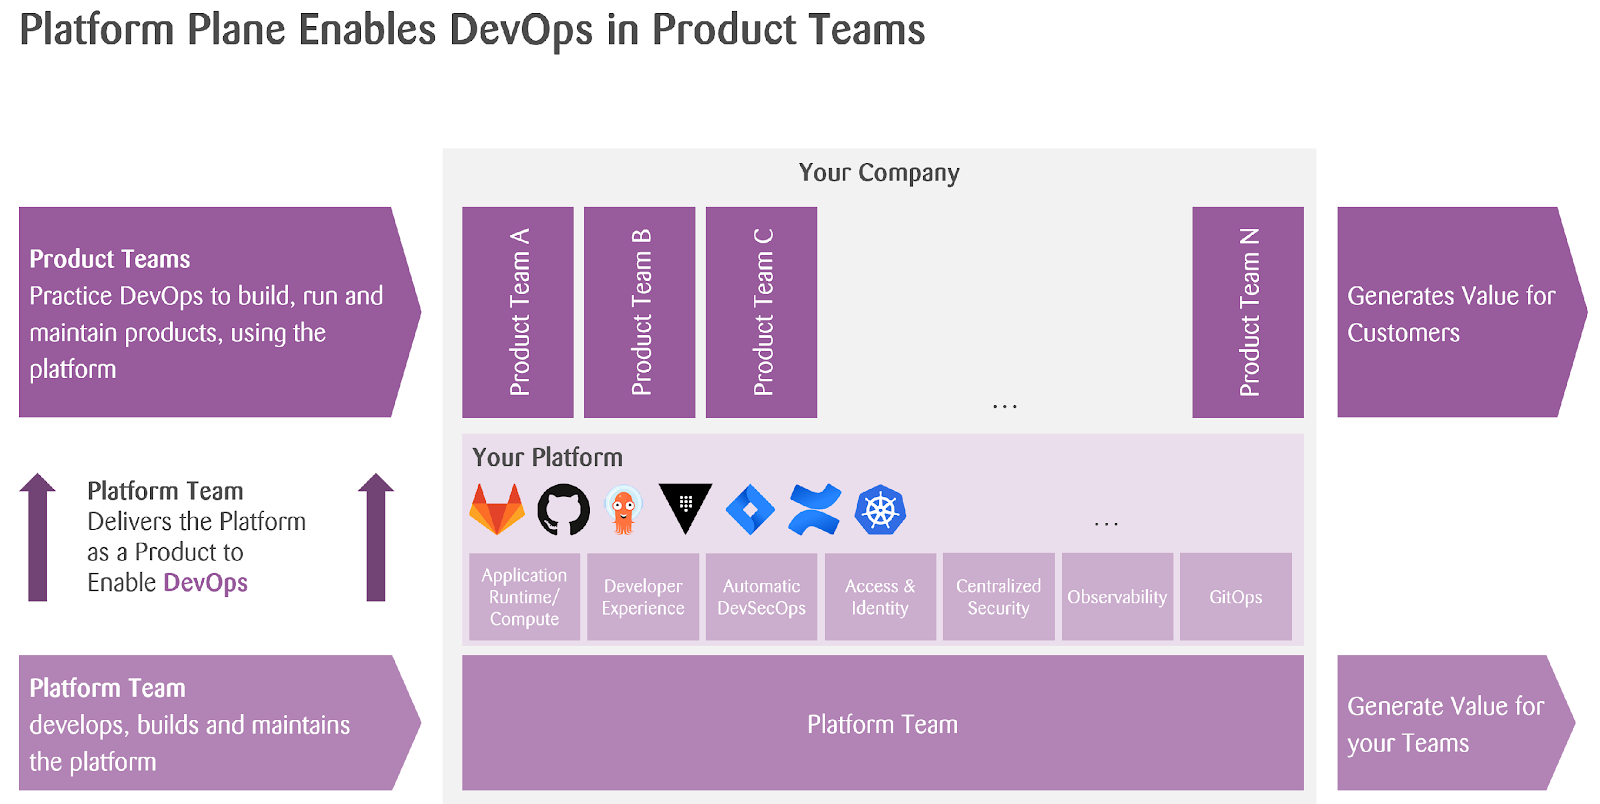 Platform Plane Enables DevOps in Product Teams
Your Company
Product Teams
Practice DevOps to build, run and
maintain products, using the
platform
Product Team A
Product Team B
Product Team C
...
Product Team N
Generates Value for
Customers
Platform Team
Delivers the Platform
as a Product to
Enable DevOps
Your Platform
...
Application
Runtime/
Compute
Developer
Experience
Automatic
DevSecOps
Access &
Identity
Centralized
Security
Observability
GitOps
Platform Team
develops, builds and maintains
the platform
Platform Team
Generate Value for
your Teams